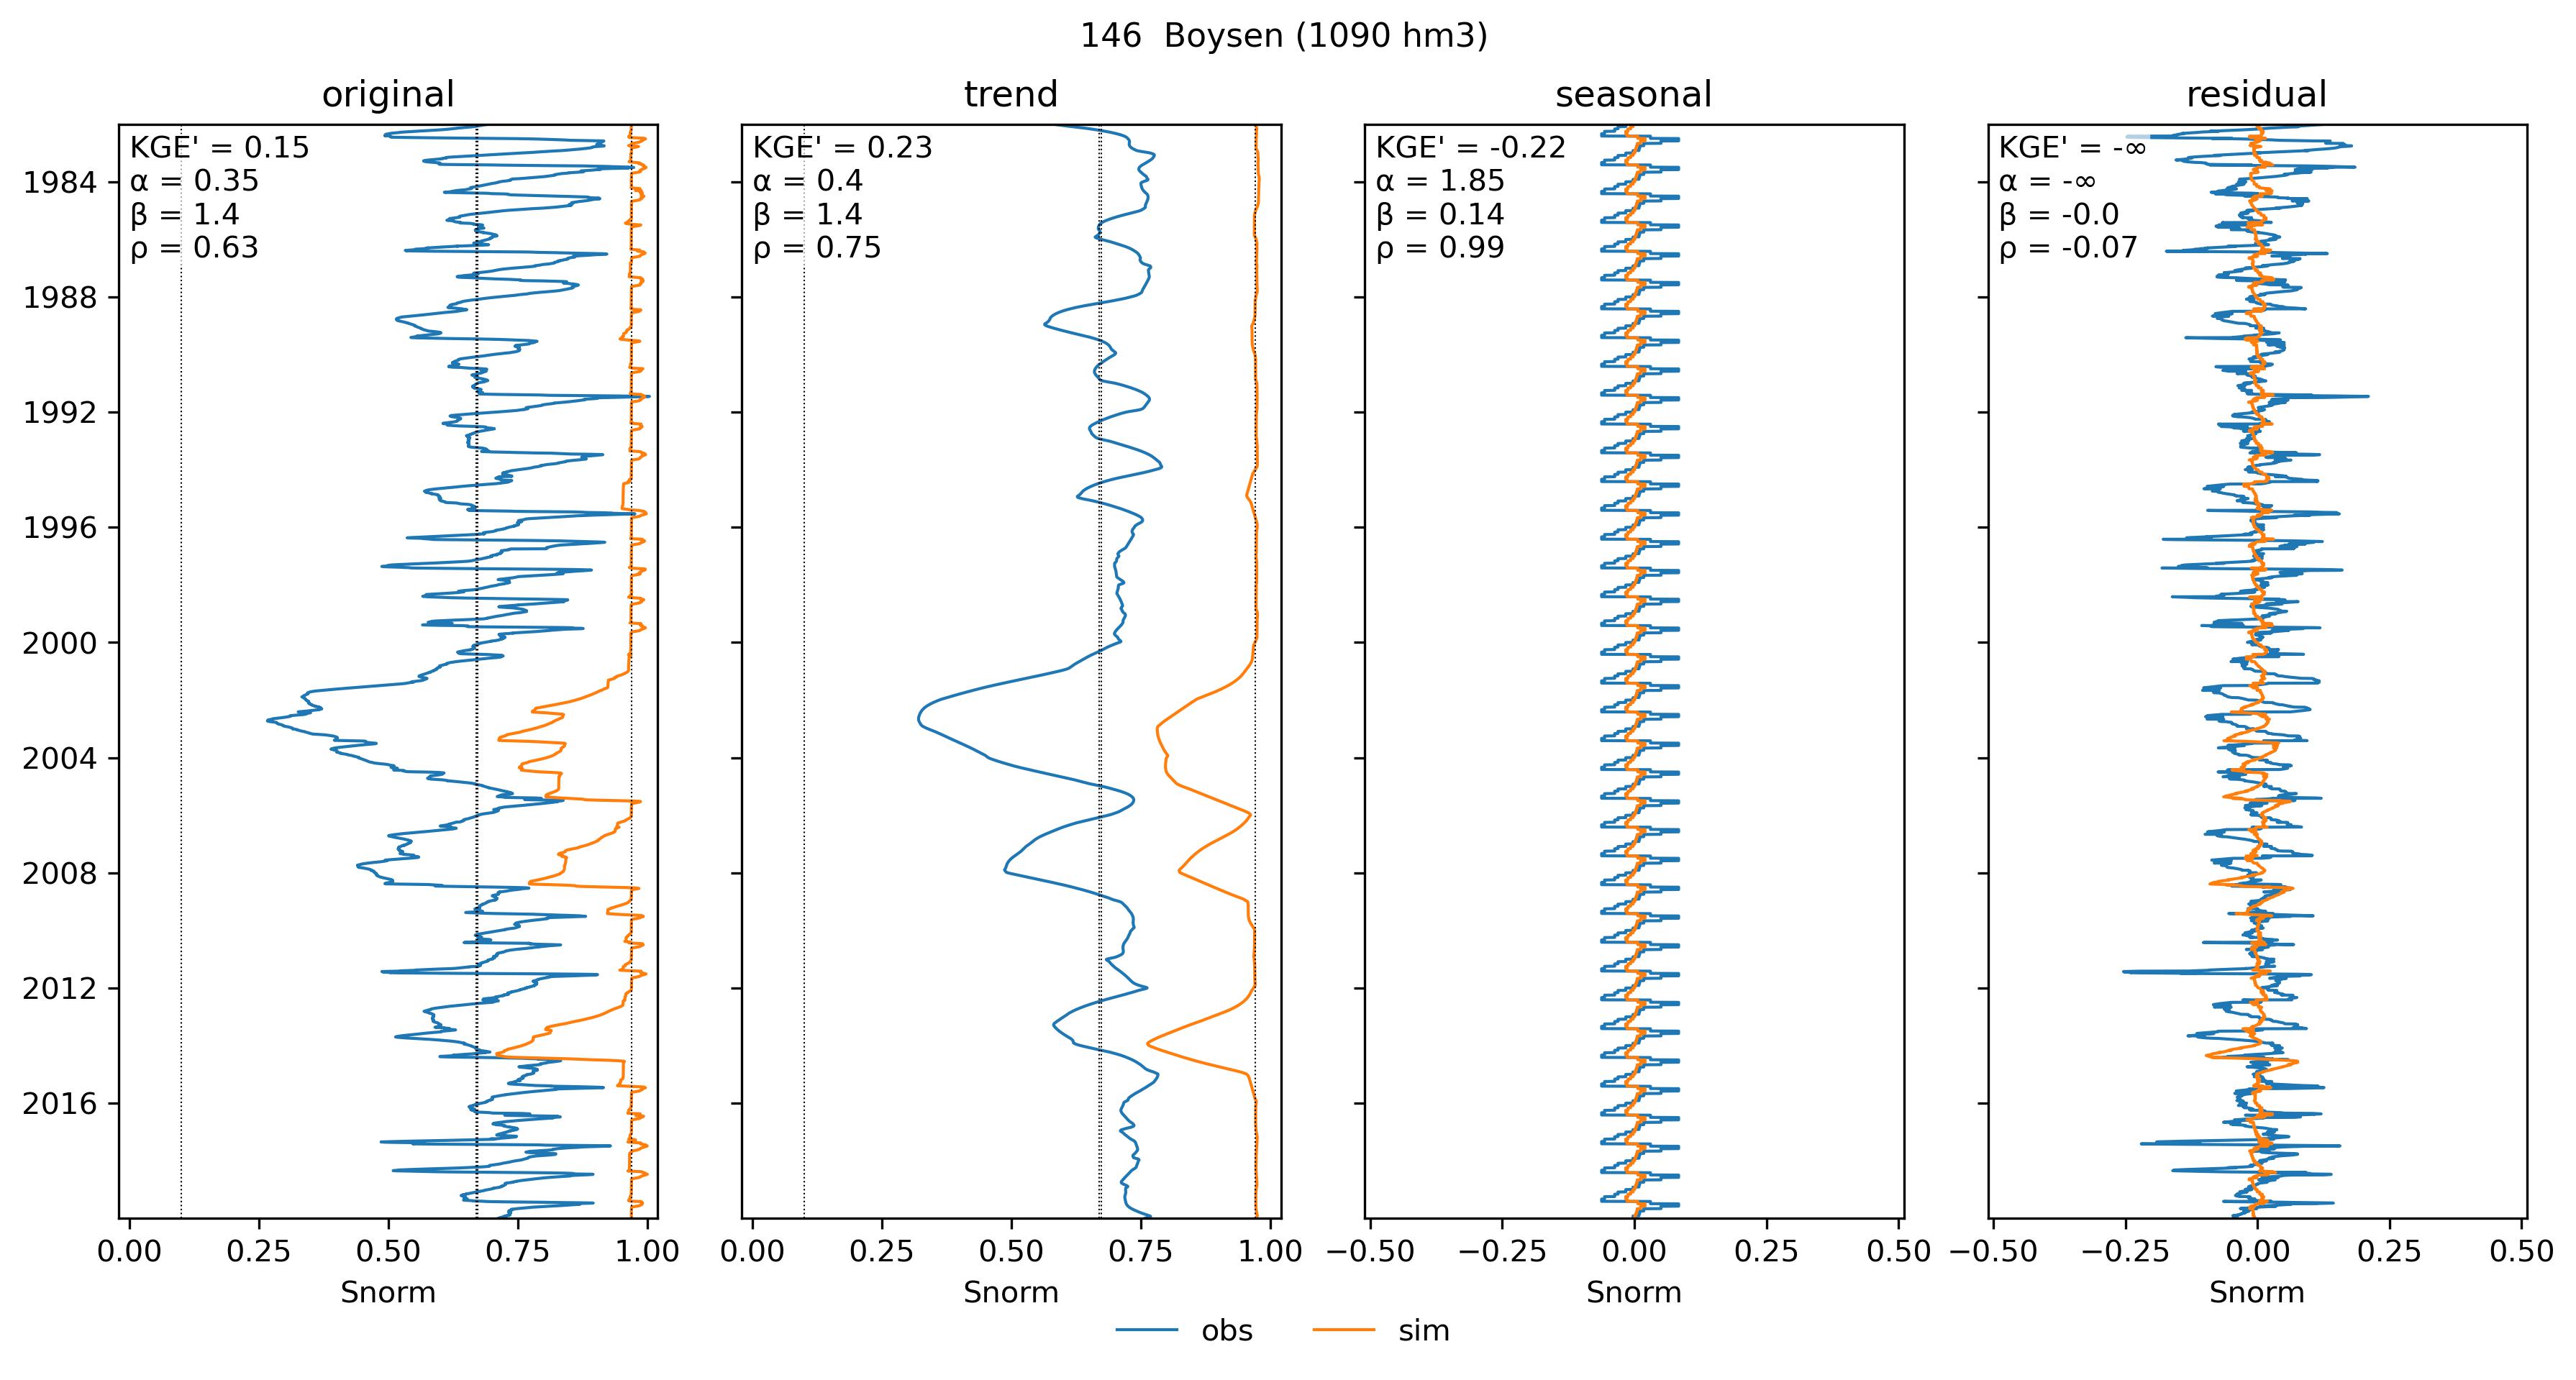 146  Boysen (1090 hm3)
original
trend
seasonal
residual
KGE' = 0.15
α = 0.35
β = 1.4
ρ = 0.63
KGE' = 0.23
α = 0.4
β = 1.4
ρ = 0.75
KGE' = -0.22
α = 1.85
β = 0.14
ρ = 0.99
KGE' = -∞
α = -∞
β = -0.0
ρ = -0.07
1984
1988
1992
1996
2000
2004
2008
2012
2016
0.00 0.25 0.50 0.75 1.00
0.00 0.25 0.50 0.75 1.00
−0.50 −0.25 0.00 0.25 0.50
−0.50 −0.25 0.00 0.25 0.50
Snorm
Snorm
Snorm
Snorm
obs
sim